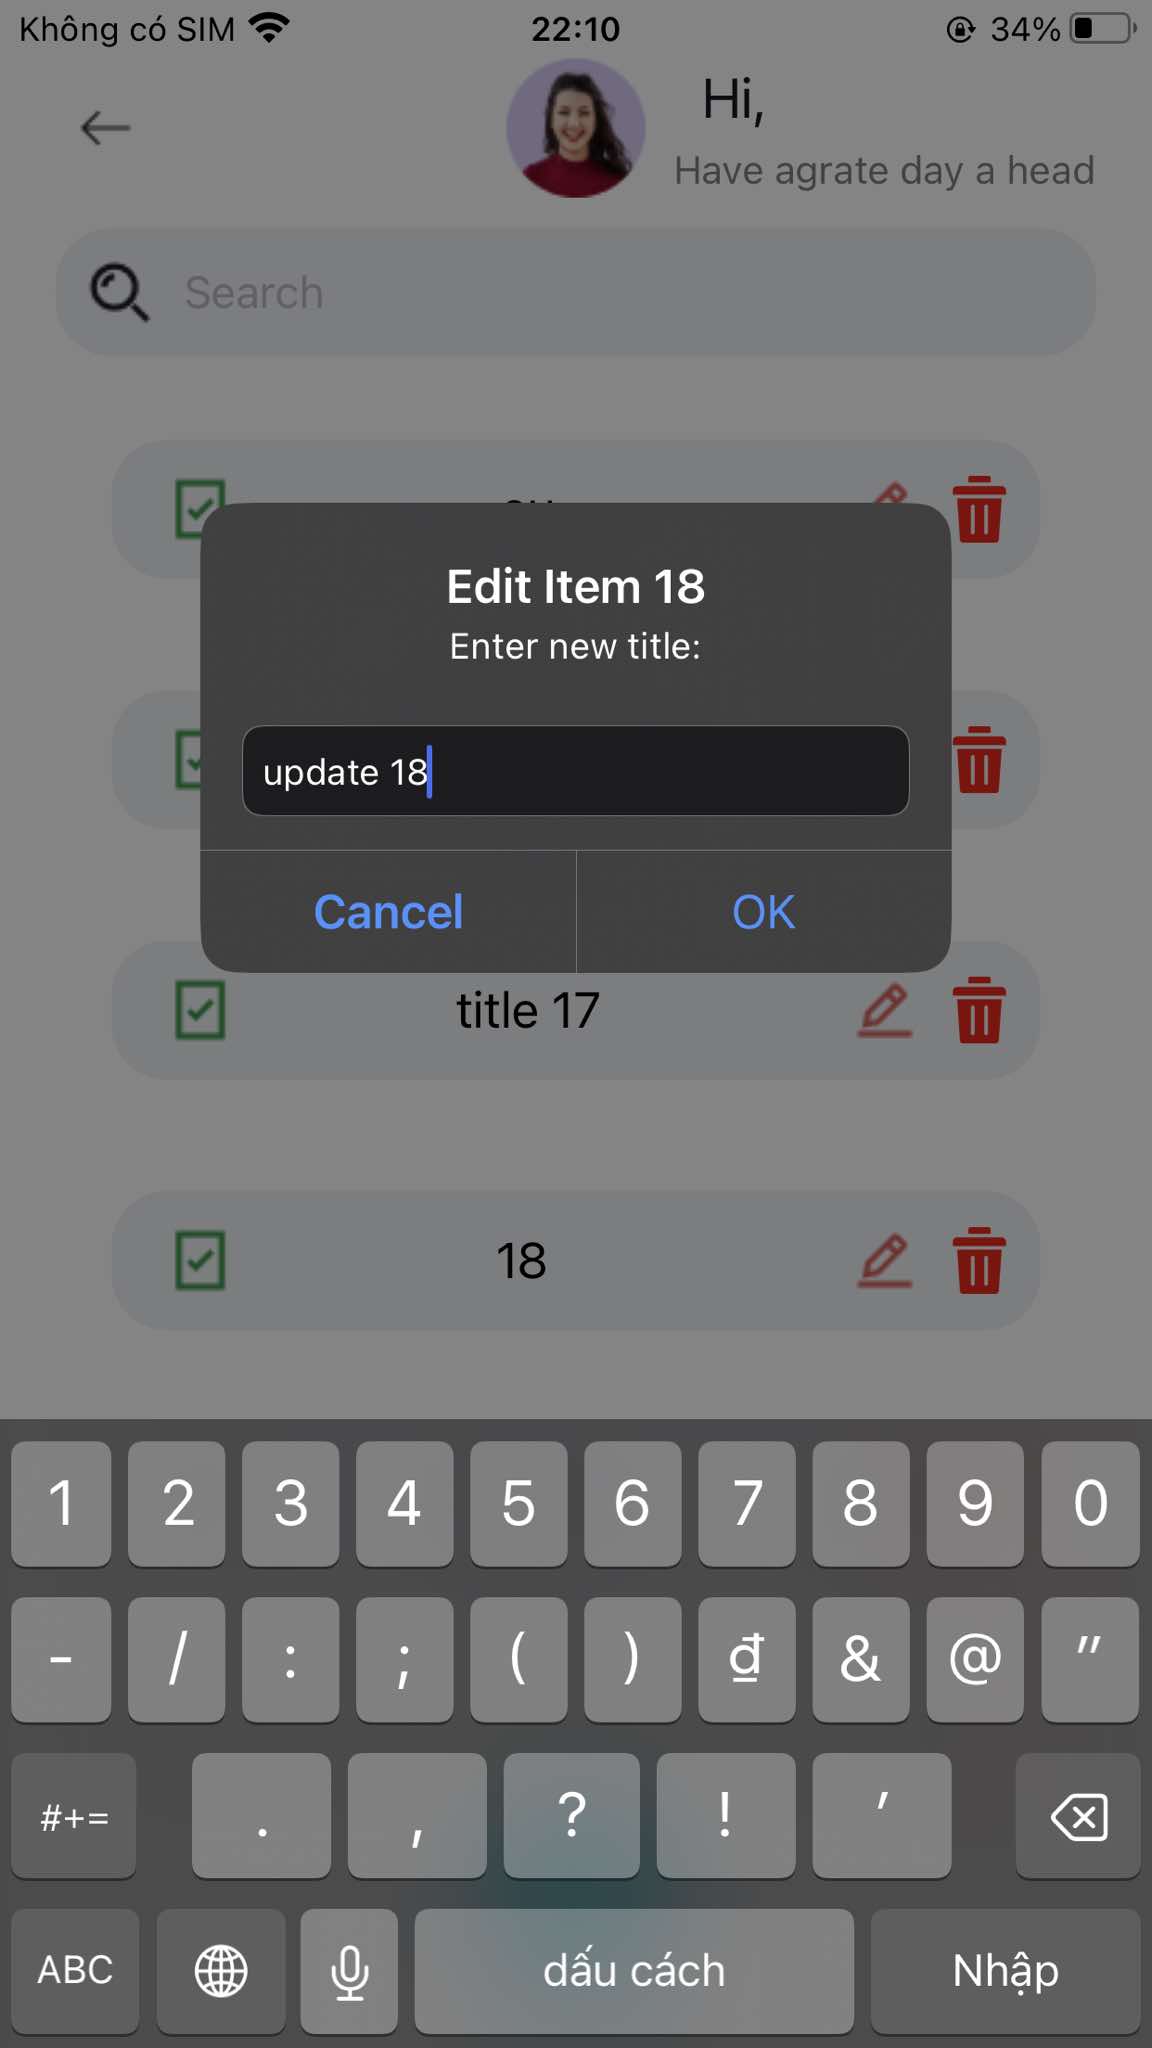 Không có SIM 22:10 34%
Hi,
Have agrate day a head
Search
Edit Item 18
Enter new title:
update 18
Cancel OK
title 17
18
1 2 3 4 5 6 7 8 9 0
- / : ; ( ) ₫ & @ "
#+= . , ? ! '
ABC dấu cách Nhập